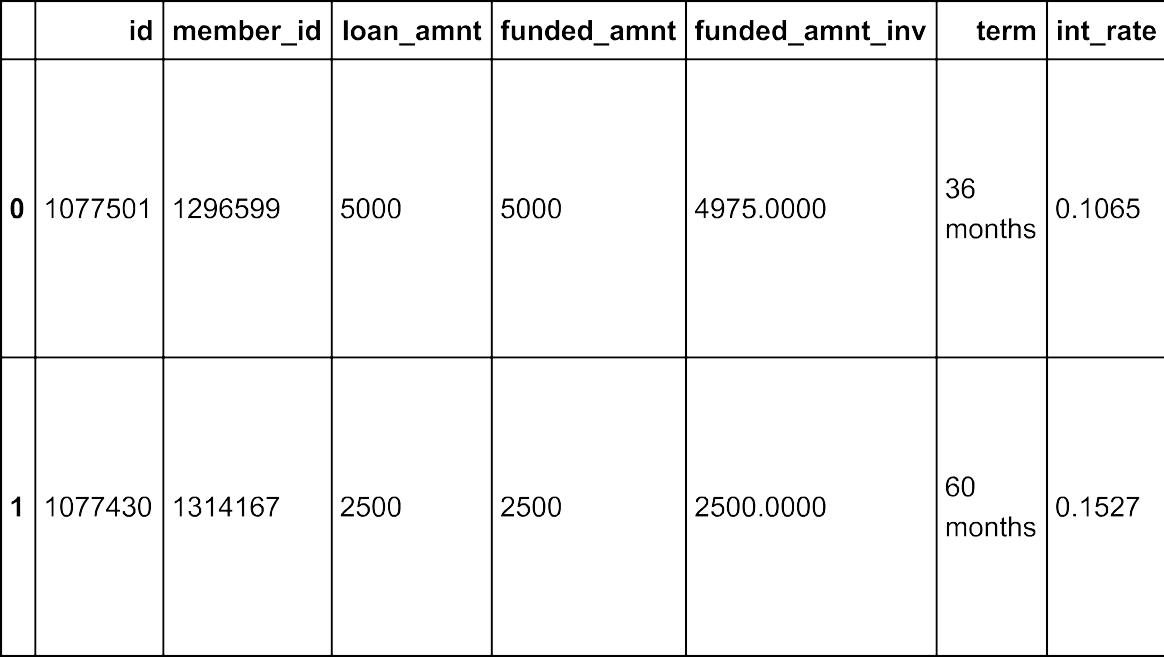 id member_id loan_amnt funded_amnt funded_amnt_inv term int_rate
0 1077501 1296599 5000 5000 4975.0000 36 months 0.1065
1 1077430 1314167 2500 2500 2500.0000 60 months 0.1527